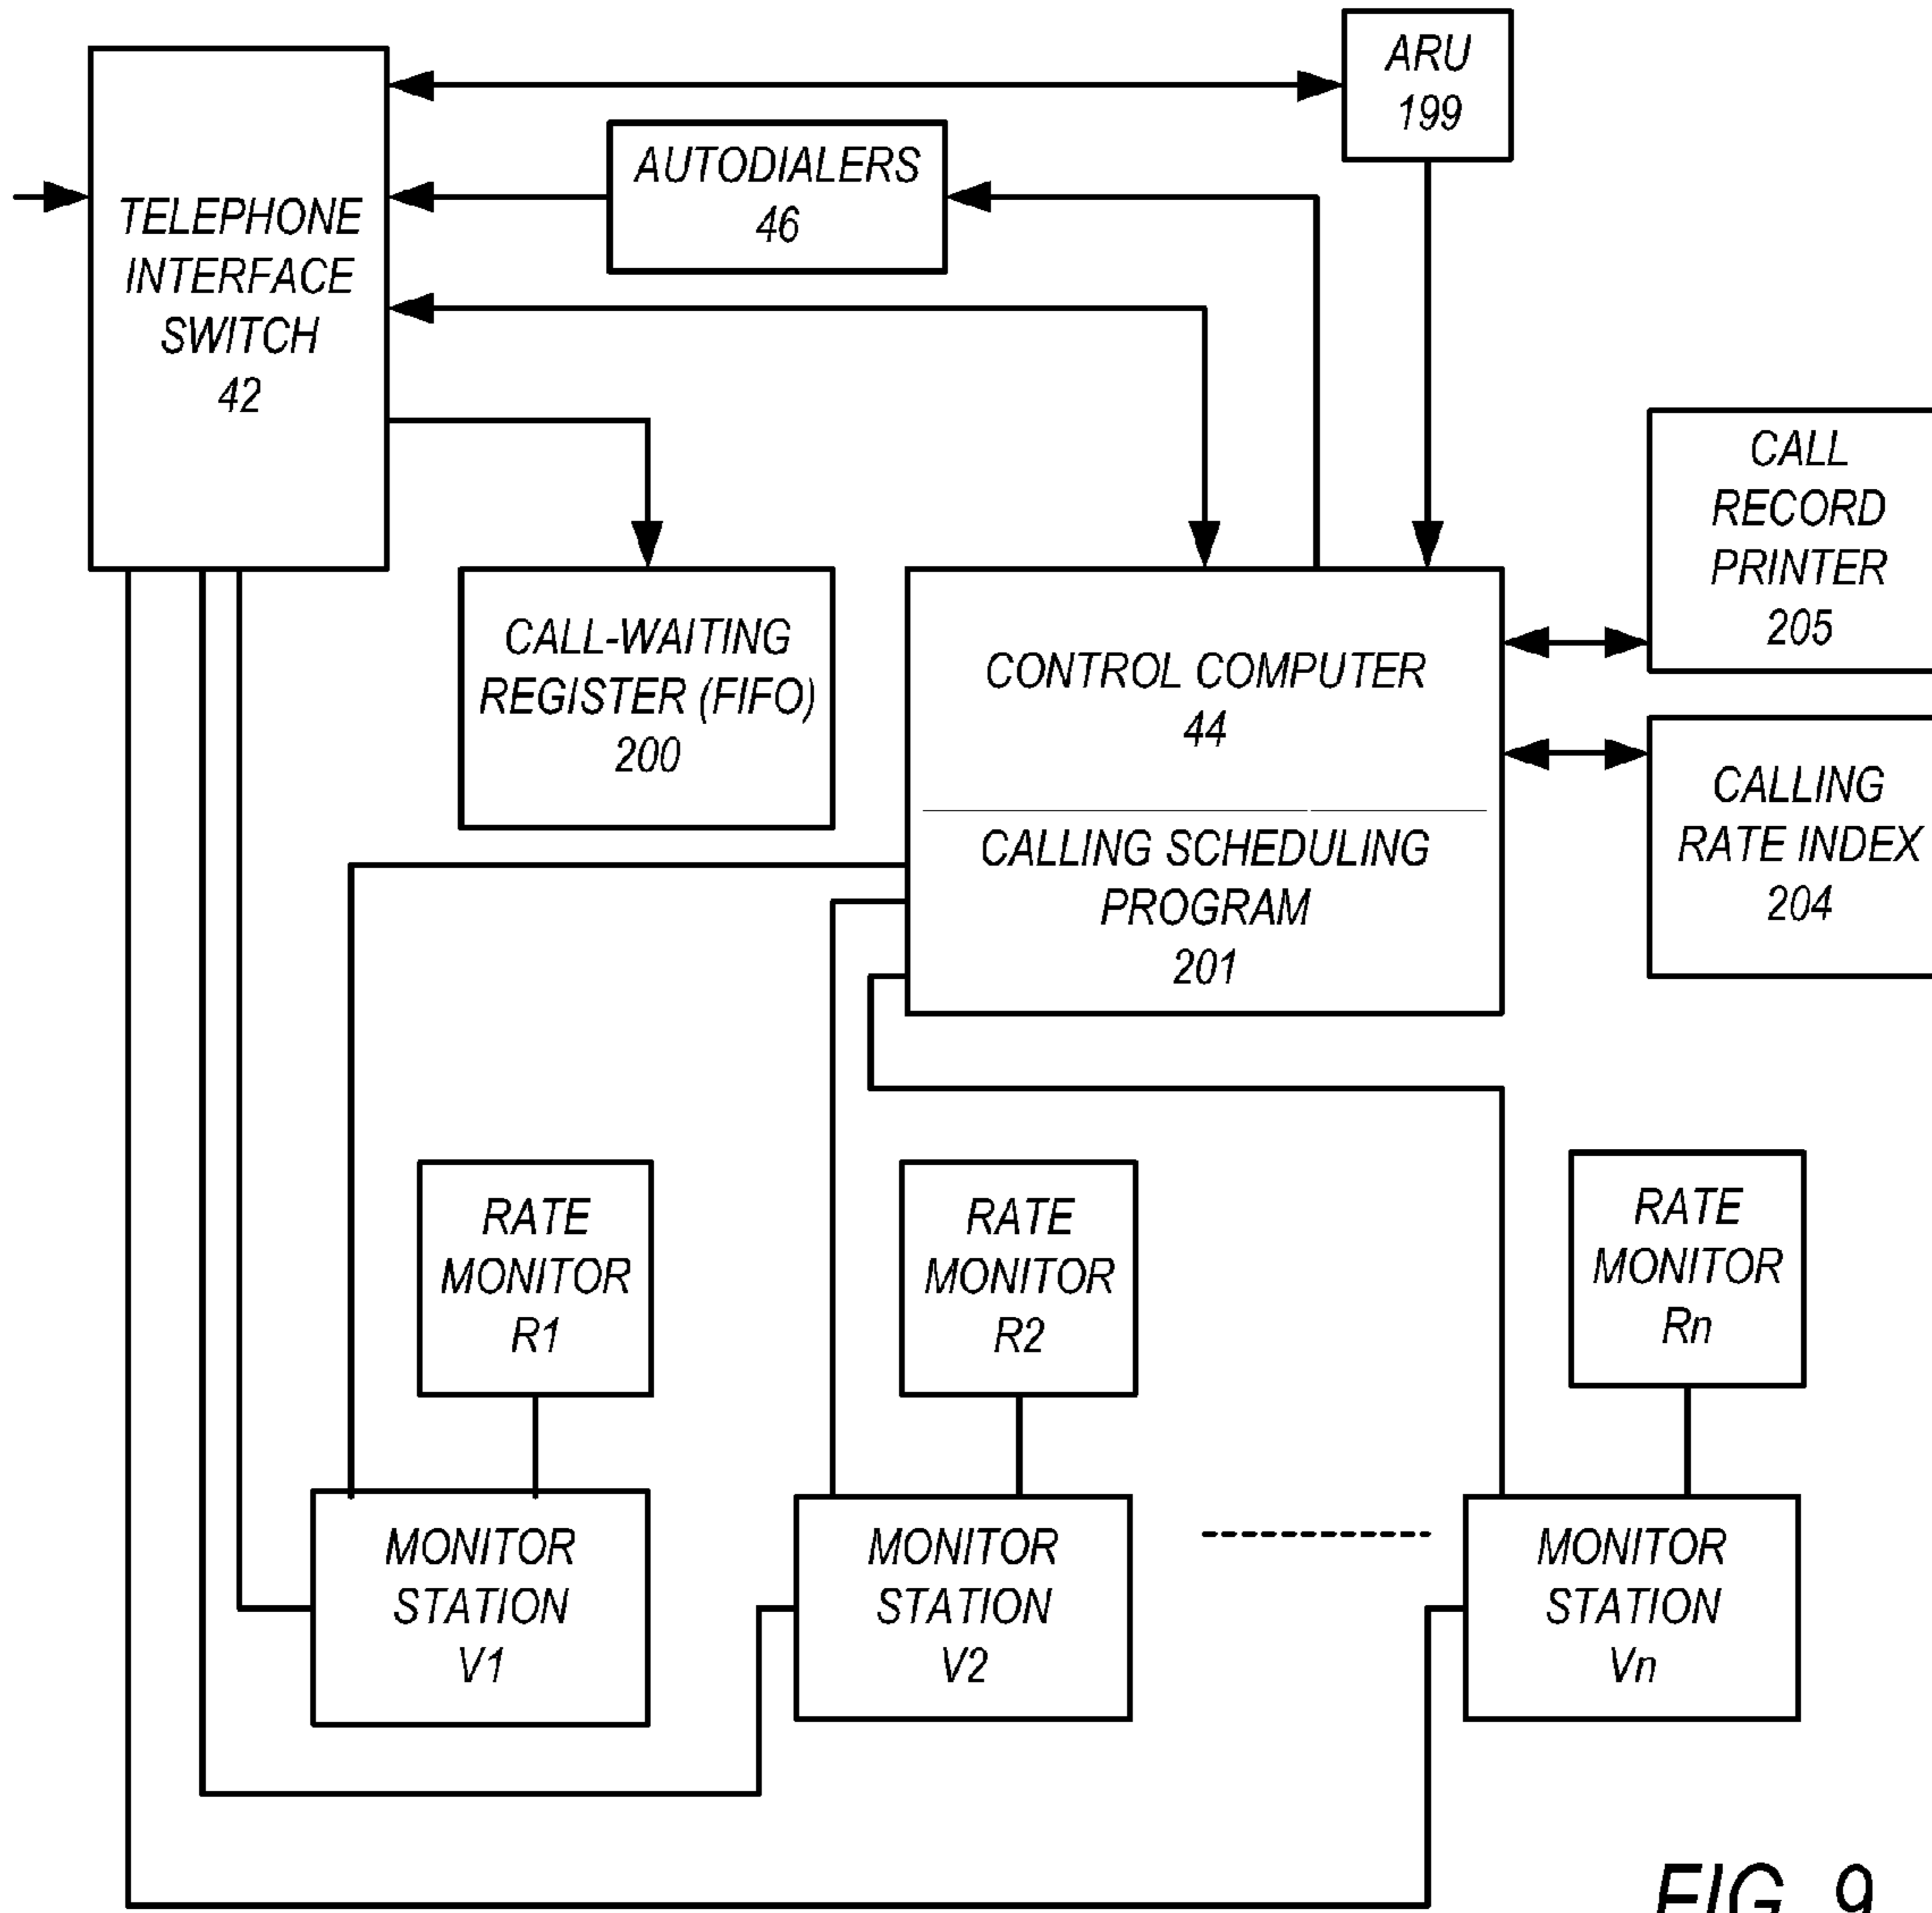 ARU
199
AUTODIALERS
46
TELEPHONE
INTERFACE
SWITCH
42
CALL
RECORD
PRINTER
205
CALL-WAITING
REGISTER (FIFO)
200
CONTROL COMPUTER
44
CALLING SCHEDULING
PROGRAM
201
CALLING
RATE INDEX
204
RATE
MONITOR
R1
RATE
MONITOR
R2
RATE
MONITOR
Rn
MONITOR
STATION
V1
MONITOR
STATION
V2
MONITOR
STATION
Vn
FIG. 9